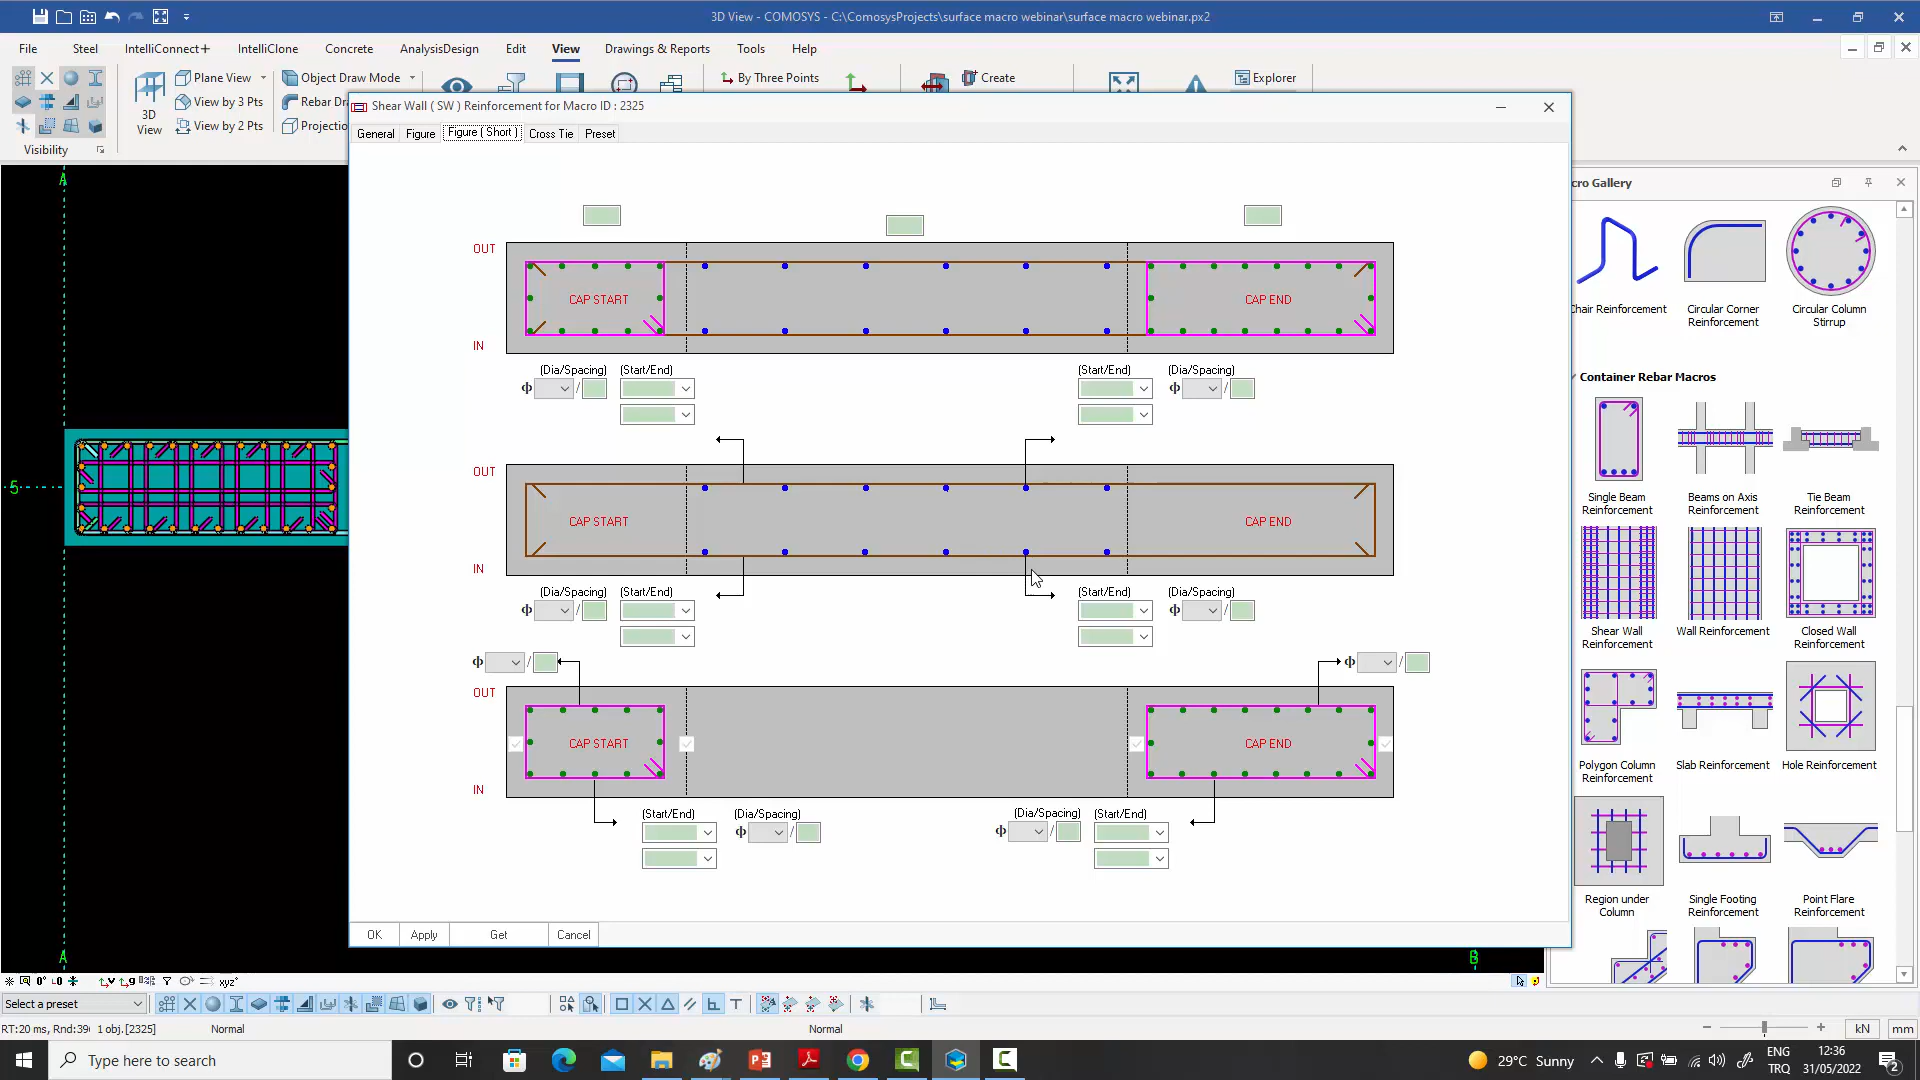 3D View - COMOSYS - C:\ComosysProjects\surface macro webinar\surface macro webinar.px2
File Steel IntelliConnect+ IntelliClone Concrete AnalysisDesign Edit View Drawings & Reports Tools Help
Plane View Object Draw Mode By Three Points Create Explorer
View by 3 Pts Rebar Dr
3D
View
View by 2 Pts Projectio
Visibility
Shear Wall ( SW ) Reinforcement for Macro ID : 2325
General Figure Figure ( Short ) Cross Tie Preset
A
OUT
CAP START CAP END
IN
(Dia/Spacing) (Start/End) (Start/End) (Dia/Spacing)
ф / ф /
OUT
5
CAP START CAP END
IN
(Dia/Spacing) (Start/End) (Start/End) (Dia/Spacing)
ф / ф /
ф / ф /
OUT
CAP START CAP END
IN
(Start/End) (Dia/Spacing) (Dia/Spacing) (Start/End)
ф / ф /
OK Apply Get Cancel
A B
cro Gallery
Chair Reinforcement Circular Corner Reinforcement Circular Column Stirrup
Container Rebar Macros
Single Beam Reinforcement Beams on Axis Reinforcement Tie Beam Reinforcement
Shear Wall Reinforcement Wall Reinforcement Closed Wall Reinforcement
Polygon Column Reinforcement Slab Reinforcement Hole Reinforcement
Region under Column Single Footing Reinforcement Point Flare Reinforcement
xyz°
Select a preset
RT:20 ms, Rnd:39 1 obj.[2325] Normal Normal kN mm
Type here to search
29°C Sunny ENG TRQ 12:36 31/05/2022 2